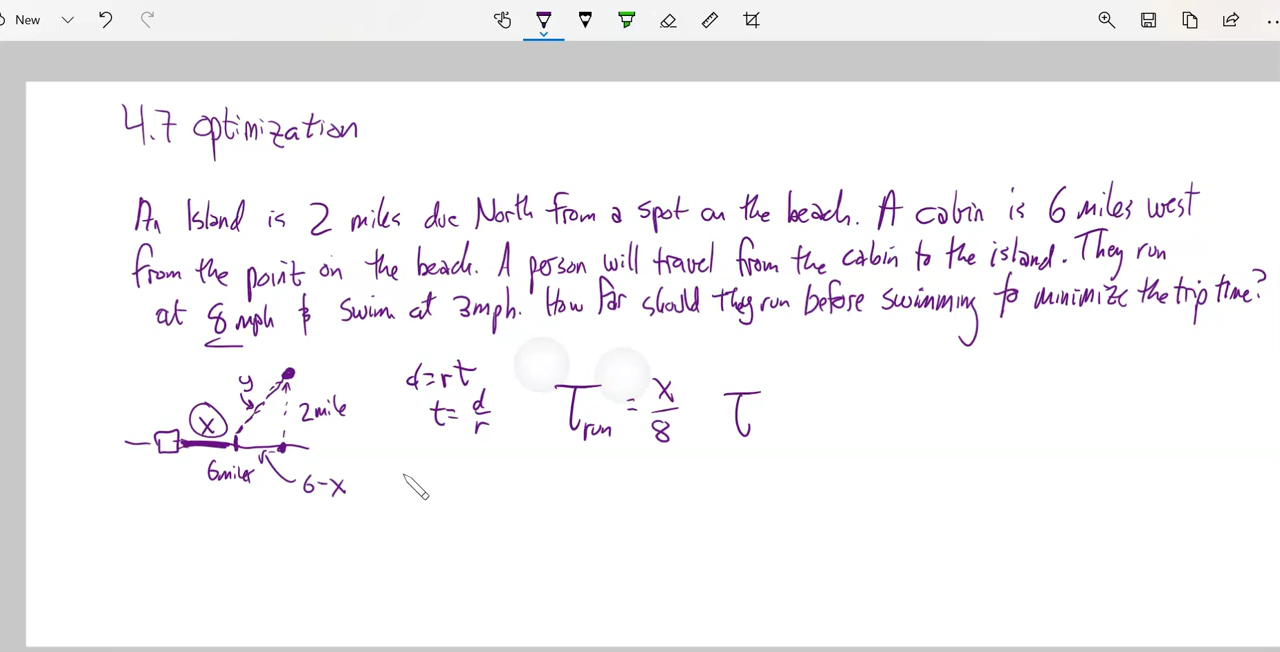 New
4.7 optimization
An Island is 2 miles due North from a spot on the beach. A cabin is 6 miles west
from the point on the beach. A person will travel from the cabin to the island. They run
at 8 mph & swim at 3mph. How far should they run before swimming to minimize the trip time?
y
2 mile
x
6 miles
6-x
d=rt
t= d/r
T run = x/8
T